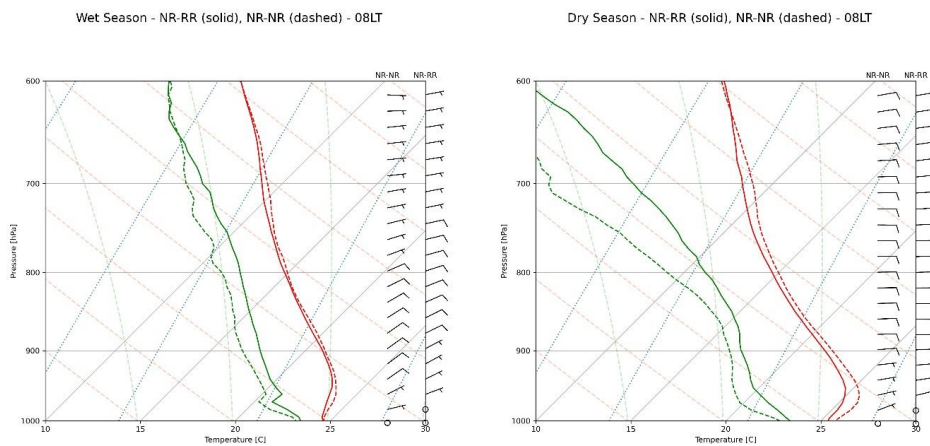 Wet Season - NR-RR (solid), NR-NR (dashed) - 08LT
NR-NR NR-RR
600
700
800
900
1000
Pressure [hPa]
10 15 20 25 30
Temperature [C]
Dry Season - NR-RR (solid), NR-NR (dashed) - 08LT
NR-NR NR-RR
600
700
800
900
1000
Pressure [hPa]
10 15 20 25 30
Temperature [C]